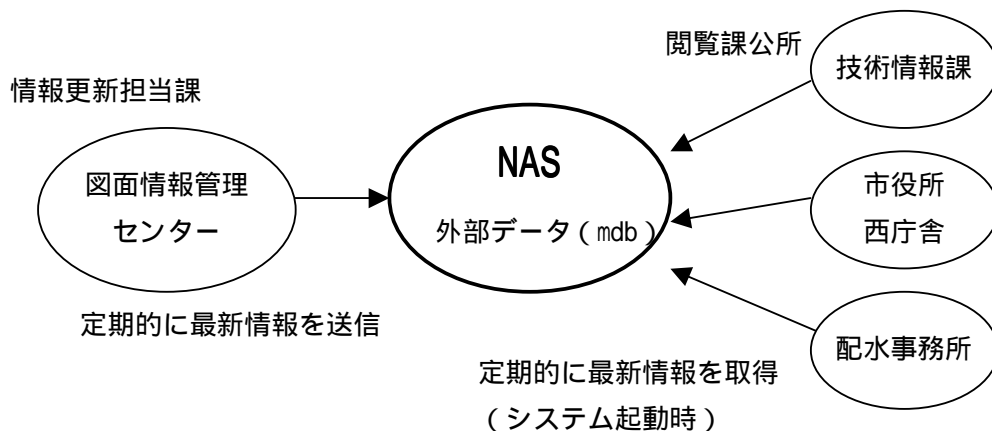 情報更新担当課
図面情報管理
センター
定期的に最新情報を送信
NAS
外部データ（mdb）
閲覧課公所
技術情報課
市役所
西庁舎
配水事務所
定期的に最新情報を取得
（システム起動時）